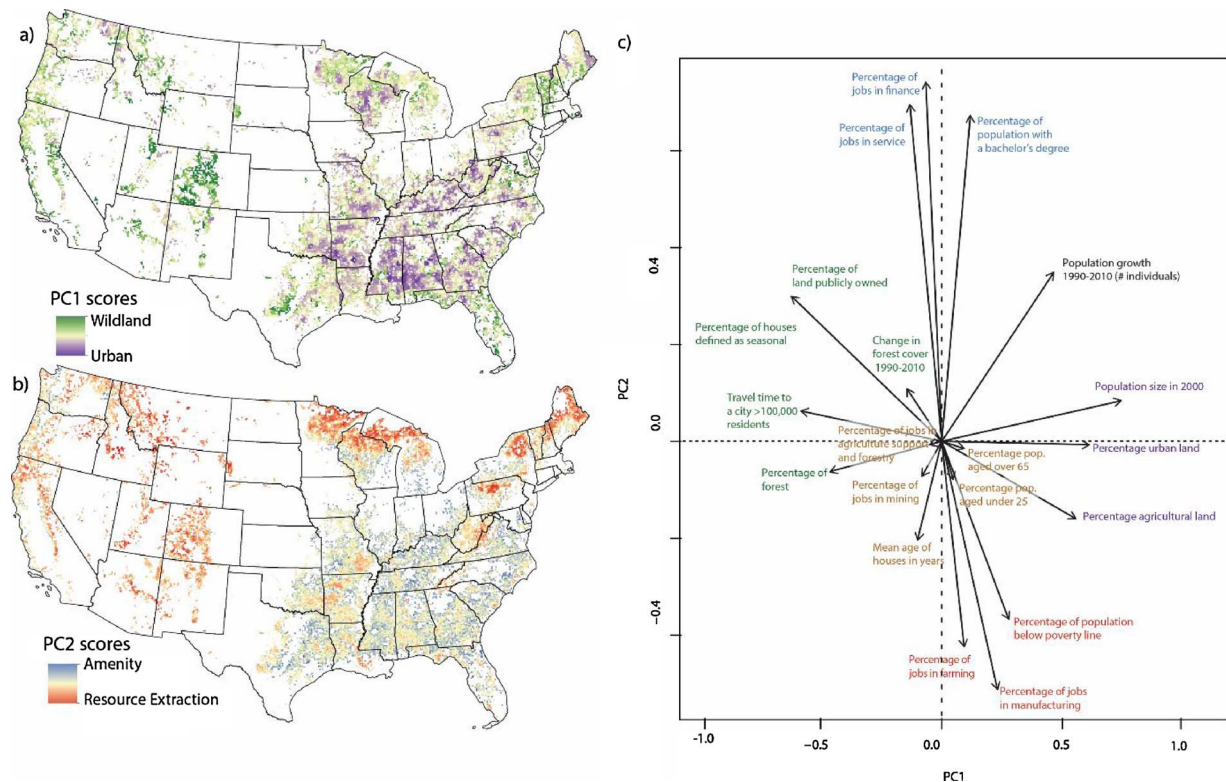 a)
PC1 scores
Wildland
Urban
b)
PC2 scores
Amenity
Resource Extraction
c)
Percentage of
jobs in finance
Percentage of
jobs in service
Percentage of
population with
a bachelor's degree
Population growth
1990-2010 (# individuals)
Percentage of
land publicly owned
Percentage of houses
defined as seasonal
Change in
forest cover
1990-2010
Travel time to
a city >100,000
residents
Population size in 2000
Percentage of jobs in
agriculture support
and forestry
Percentage urban land
Percentage pop.
aged over 65
Percentage of
forest
Percentage of
jobs in mining
Percentage pop.
aged under 25
Percentage agricultural land
Mean age of
houses in years
Percentage of population
below poverty line
Percentage of
jobs in farming
Percentage of jobs
in manufacturing
PC2
0.4
0.0
-0.4
-1.0
-0.5
0.0
0.5
1.0
PC1